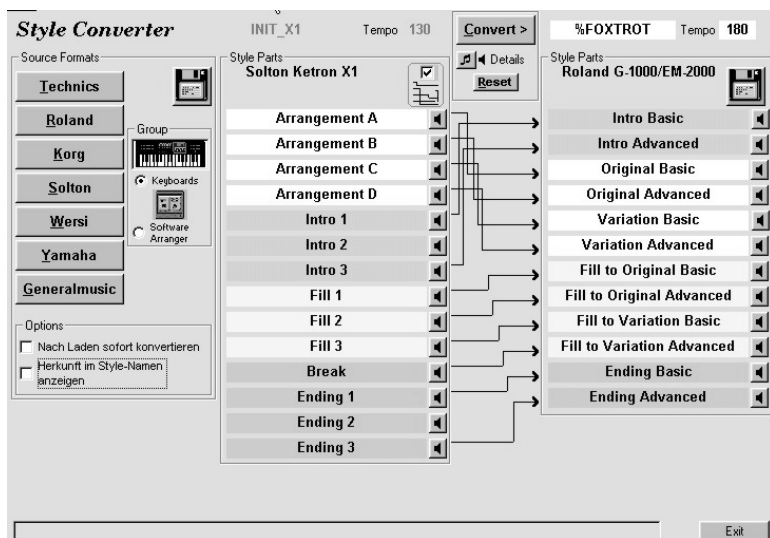 Style Converter
INIT_X1 Tempo 130
Convert >
%FOXTROT Tempo 180
Source Formats
Technics
Roland
Korg
Solton
Wersi
Yamaha
Generalmusic
Group
Keyboards
Software
Arranger
Options
Nach Laden sofort konvertieren
Herkunft im Style-Namen
anzeigen
Style Parts
Solton Ketron X1
Arrangement A
Arrangement B
Arrangement C
Arrangement D
Intro 1
Intro 2
Intro 3
Fill 1
Fill 2
Fill 3
Break
Ending 1
Ending 2
Ending 3
Details
Reset
Style Parts
Roland G-1000/EM-2000
Intro Basic
Intro Advanced
Original Basic
Original Advanced
Variation Basic
Variation Advanced
Fill to Original Basic
Fill to Original Advanced
Fill to Variation Basic
Fill to Variation Advanced
Ending Basic
Ending Advanced
Exit